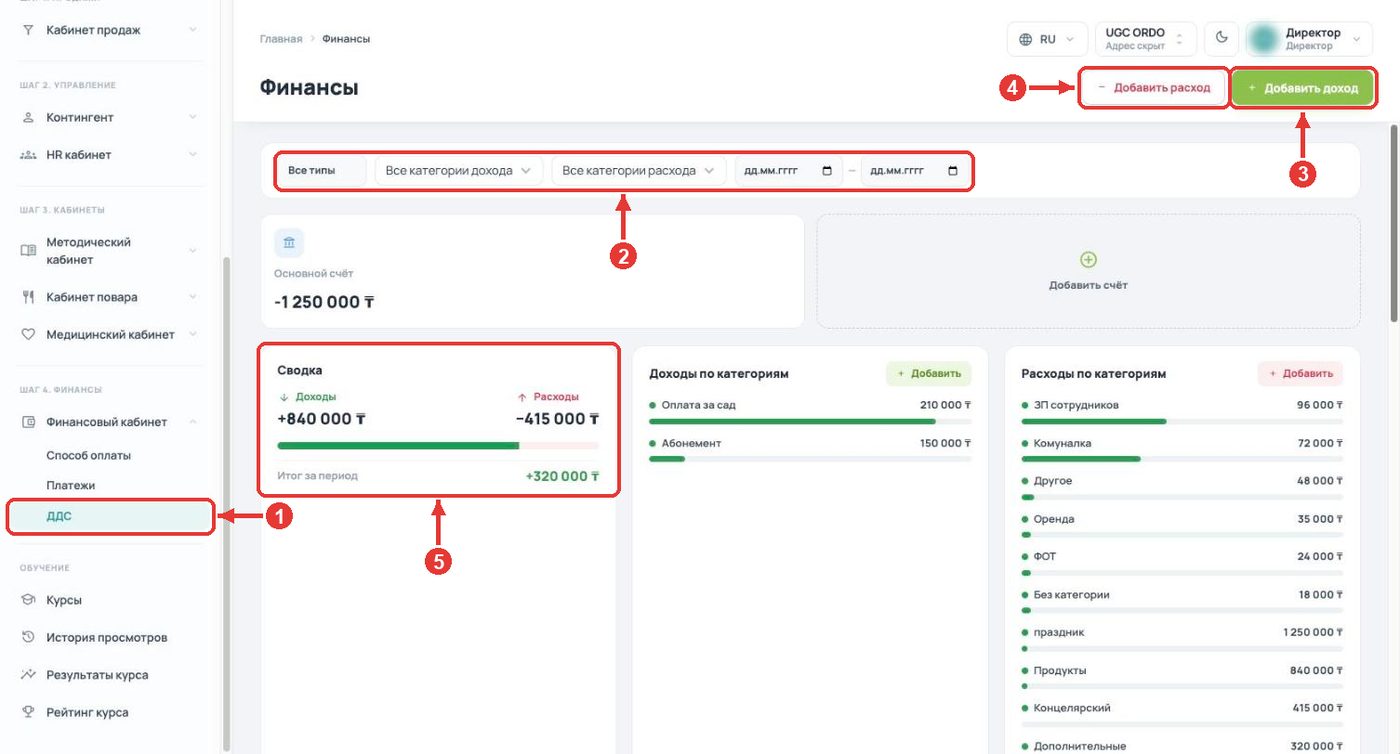 Кабинет продаж
ШАГ 2. УПРАВЛЕНИЕ
Контингент
HR кабинет
ШАГ 3. КАБИНЕТЫ
Методический
кабинет
Кабинет повара
Медицинский кабинет
ШАГ 4. ФИНАНСЫ
Финансовый кабинет
Способ оплаты
Платежи
ДДС
1
ОБУЧЕНИЕ
Курсы
История просмотров
Результаты курса
Рейтинг курса
Главная > Финансы
RU
UGC ORDO
Адрес скрыт
Директор
Директор
Финансы
4
− Добавить расход
+ Добавить доход
3
Все типы
Все категории дохода
Все категории расхода
дд.мм.гггг – дд.мм.гггг
2
Основной счёт
-1 250 000 ₸
Добавить счёт
Сводка
↓ Доходы
↑ Расходы
+840 000 ₸
−415 000 ₸
Итог за период
+320 000 ₸
5
Доходы по категориям
+ Добавить
Оплата за сад 210 000 ₸
Абонемент 150 000 ₸
Расходы по категориям
+ Добавить
ЗП сотрудников 96 000 ₸
Комуналка 72 000 ₸
Другое 48 000 ₸
Оренда 35 000 ₸
ФОТ 24 000 ₸
Без категории 18 000 ₸
праздник 1 250 000 ₸
Продукты 840 000 ₸
Концелярский 415 000 ₸
Дополнительные 320 000 ₸